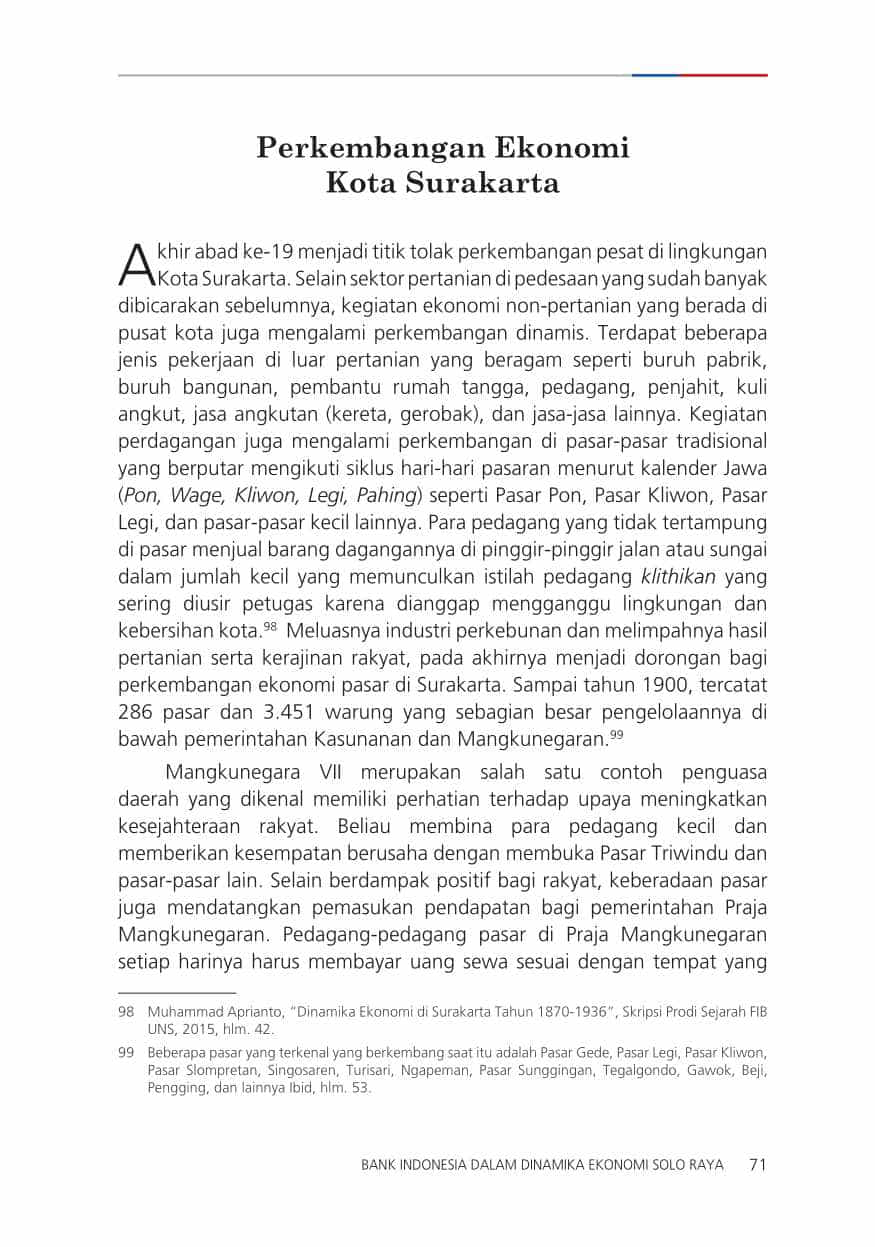 Perkembangan Ekonomi
Kota Surakarta
Akhir abad ke-19 menjadi titik tolak perkembangan pesat di lingkungan
Kota Surakarta. Selain sektor pertanian di pedesaan yang sudah banyak
dibicarakan sebelumnya, kegiatan ekonomi non-pertanian yang berada di
pusat kota juga mengalami perkembangan dinamis. Terdapat beberapa
jenis pekerjaan di luar pertanian yang beragam seperti buruh pabrik,
buruh bangunan, pembantu rumah tangga, pedagang, penjahit, kuli
angkut, jasa angkutan (kereta, gerobak), dan jasa-jasa lainnya. Kegiatan
perdagangan juga mengalami perkembangan di pasar-pasar tradisional
yang berputar mengikuti siklus hari-hari pasaran menurut kalender Jawa
(Pon, Wage, Kliwon, Legi, Pahing) seperti Pasar Pon, Pasar Kliwon, Pasar
Legi, dan pasar-pasar kecil lainnya. Para pedagang yang tidak tertampung
di pasar menjual barang dagangannya di pinggir-pinggir jalan atau sungai
dalam jumlah kecil yang memunculkan istilah pedagang klithikan yang
sering diusir petugas karena dianggap mengganggu lingkungan dan
kebersihan kota.98 Meluasnya industri perkebunan dan melimpahnya hasil
pertanian serta kerajinan rakyat, pada akhirnya menjadi dorongan bagi
perkembangan ekonomi pasar di Surakarta. Sampai tahun 1900, tercatat
286 pasar dan 3.451 warung yang sebagian besar pengelolaannya di
bawah pemerintahan Kasunanan dan Mangkunegaran.99
Mangkunegara VII merupakan salah satu contoh penguasa
daerah yang dikenal memiliki perhatian terhadap upaya meningkatkan
kesejahteraan rakyat. Beliau membina para pedagang kecil dan
memberikan kesempatan berusaha dengan membuka Pasar Triwindu dan
pasar-pasar lain. Selain berdampak positif bagi rakyat, keberadaan pasar
juga mendatangkan pemasukan pendapatan bagi pemerintahan Praja
Mangkunegaran. Pedagang-pedagang pasar di Praja Mangkunegaran
setiap harinya harus membayar uang sewa sesuai dengan tempat yang
98 Muhammad Aprianto, “Dinamika Ekonomi di Surakarta Tahun 1870-1936”, Skripsi Prodi Sejarah FIB
UNS, 2015, hlm. 42.
99 Beberapa pasar yang terkenal yang berkembang saat itu adalah Pasar Gede, Pasar Legi, Pasar Kliwon,
Pasar Slompretan, Singosaren, Turisari, Ngapeman, Pasar Sunggingan, Tegalgondo, Gawok, Beji,
Pengging, dan lainnya Ibid, hlm. 53.
BANK INDONESIA DALAM DINAMIKA EKONOMI SOLO RAYA 71